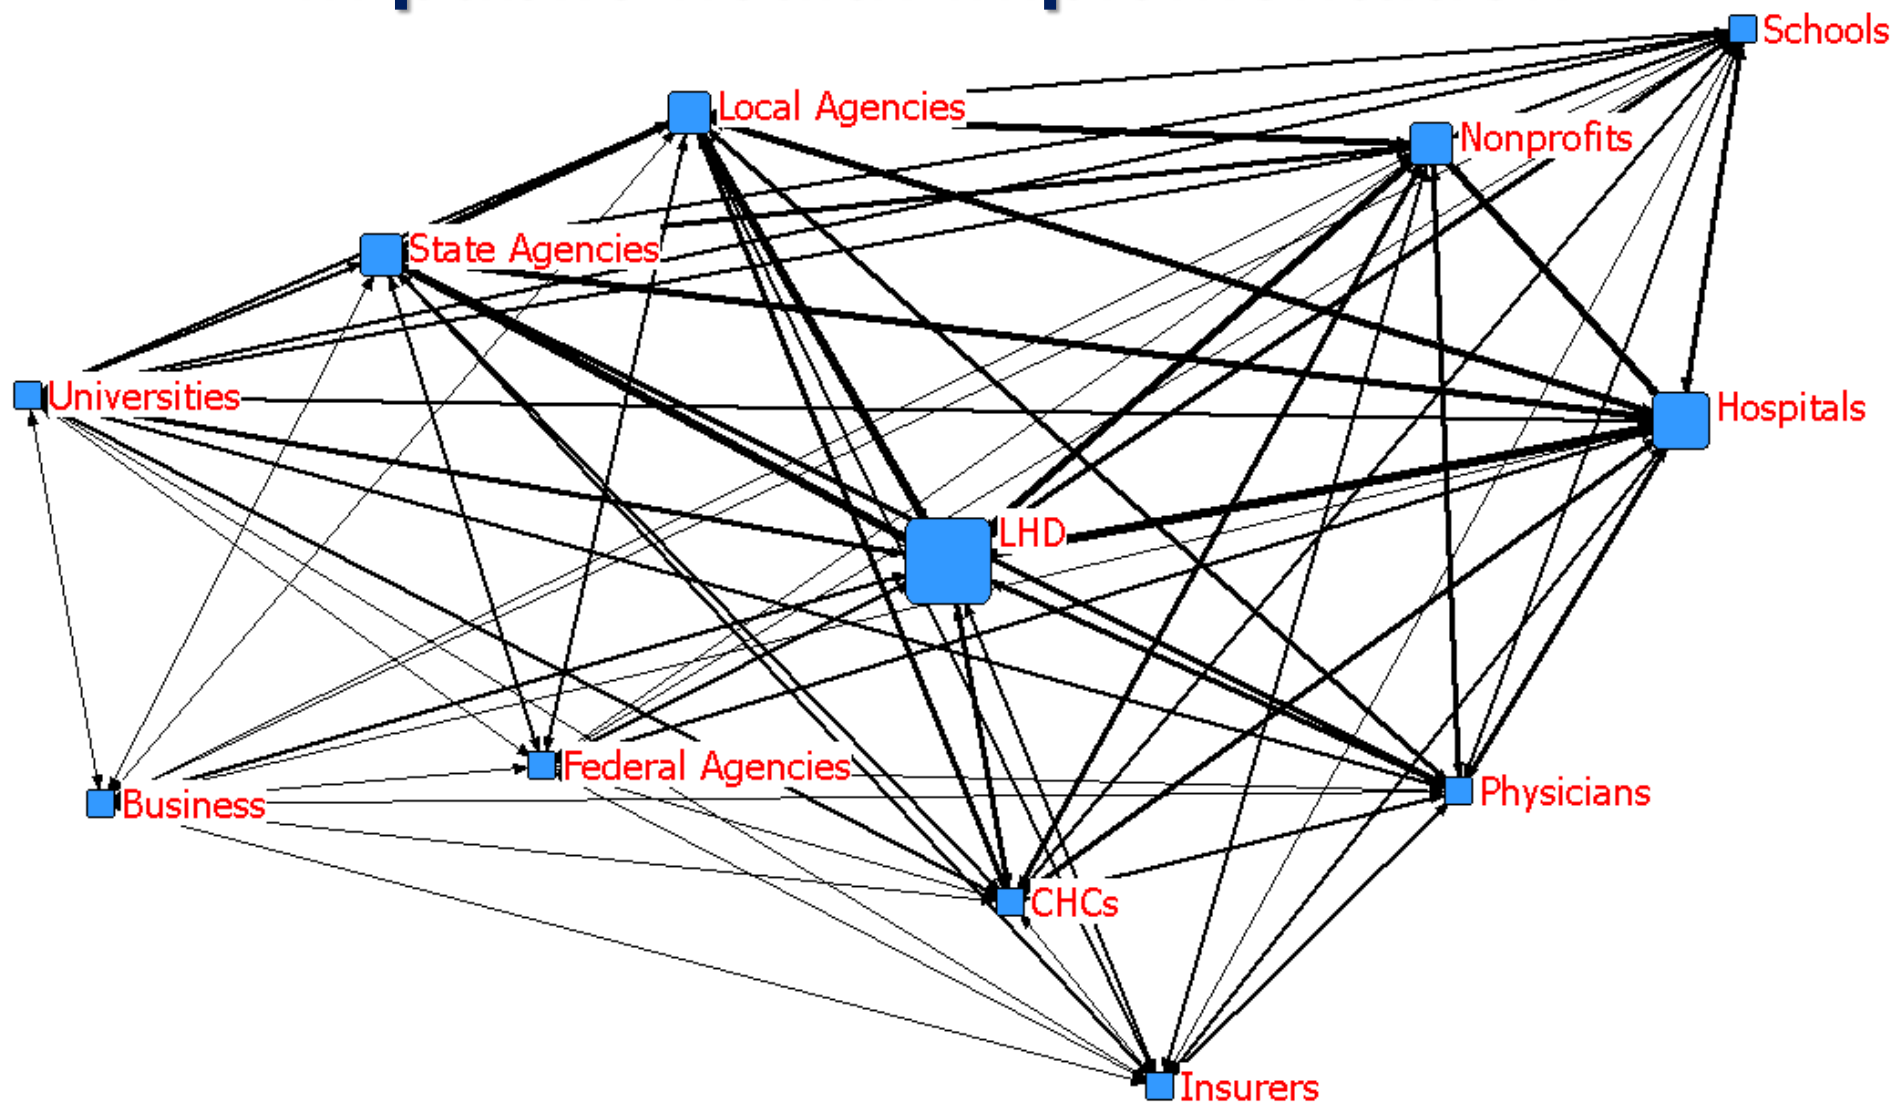 Schools
Local Agencies
Nonprofits
State Agencies
Universities
Hospitals
LHD
Federal Agencies
Business
Physicians
CHCs
Insurers